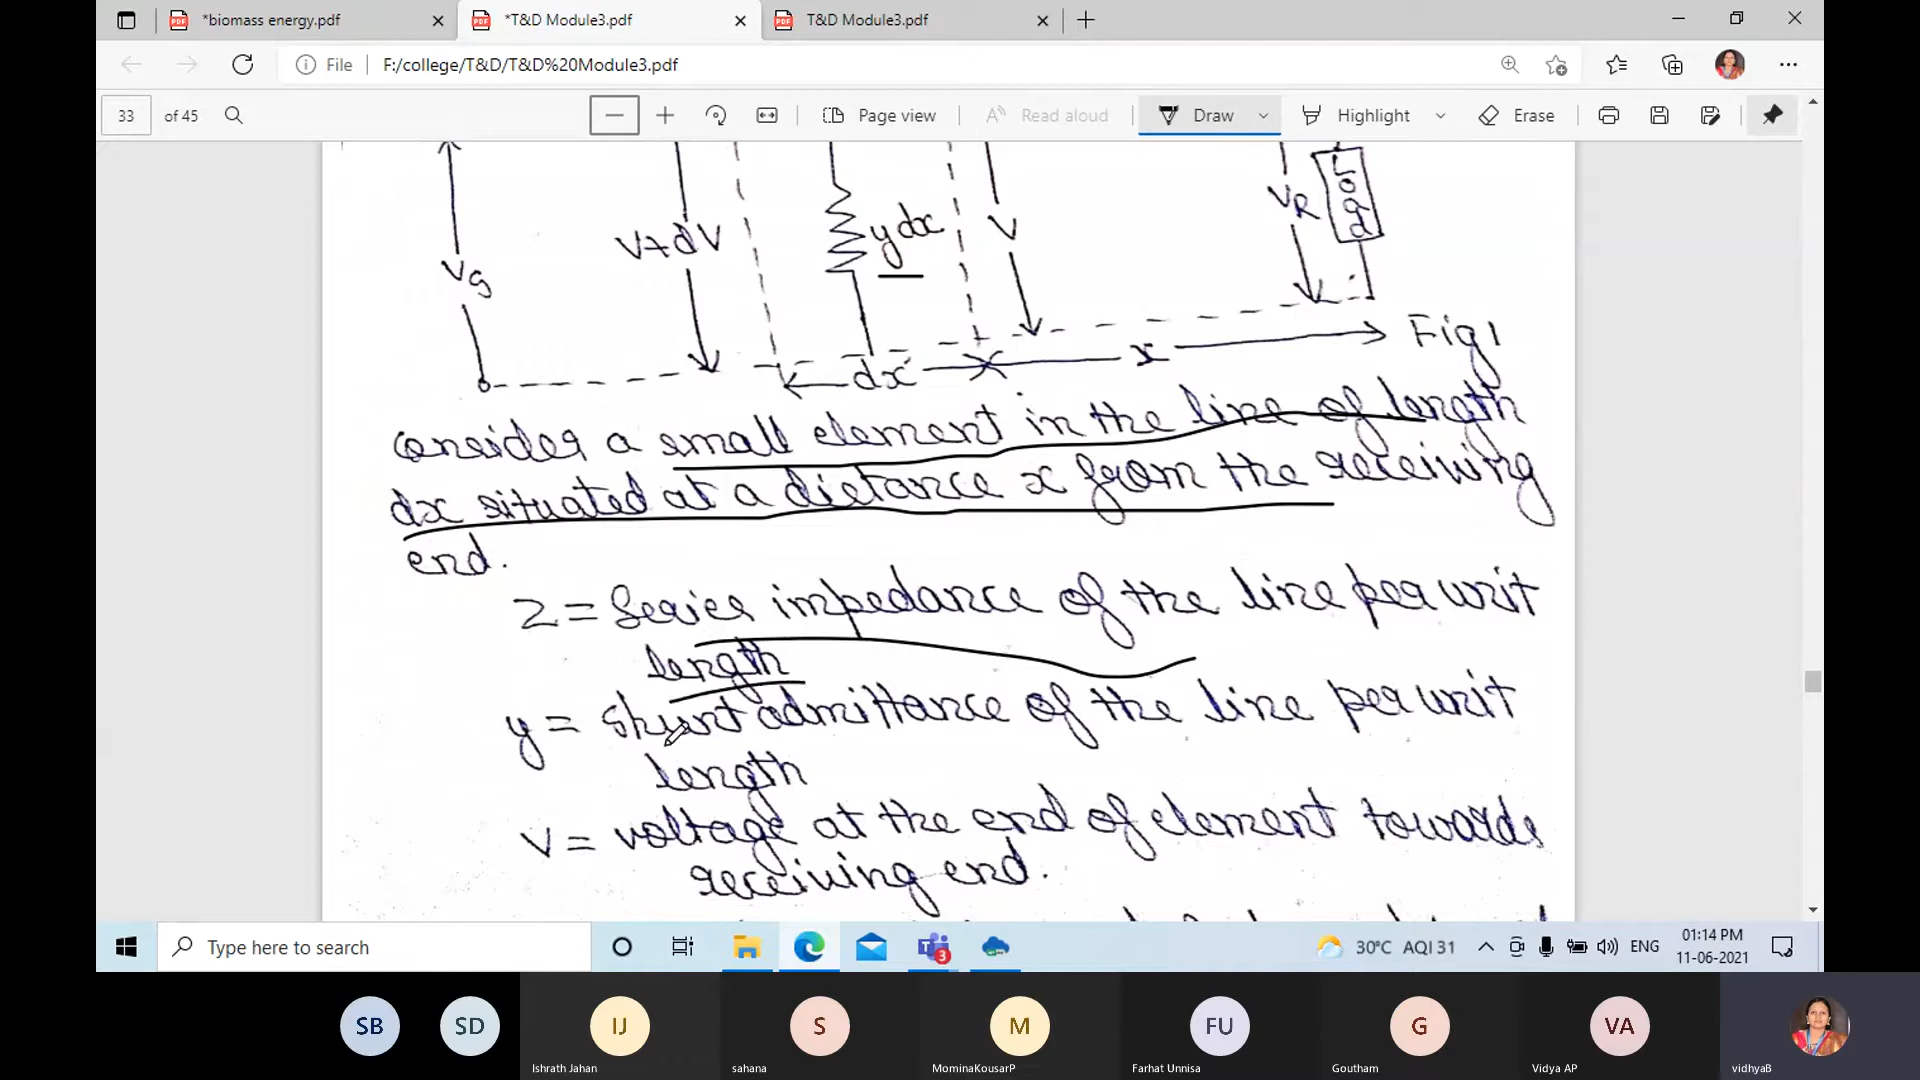 *biomass energy.pdf
*T&D Module3.pdf
T&D Module3.pdf
File
F:/college/T&D/T&D%20Module3.pdf
33 of 45
Page view
Read aloud
Draw
Highlight
Erase
Vs
V+dV
ydx
V
VR
Load
dx
x
Fig 1
Consider a small element in the line of length
dx situated at a distance x from the receiving
end.
Z = Series impedance of the line per unit
length
y = Shunt admittance of the line per unit
length
V = voltage at the end of element towards
receiving end.
Type here to search
3
30°C AQI 31
ENG
01:14 PM
11-06-2021
SB
SD
IJ
S
M
FU
G
VA
Ishrath Jahan
sahana
MominaKousarP
Farhat Unnisa
Goutham
Vidya AP
vidhyaB